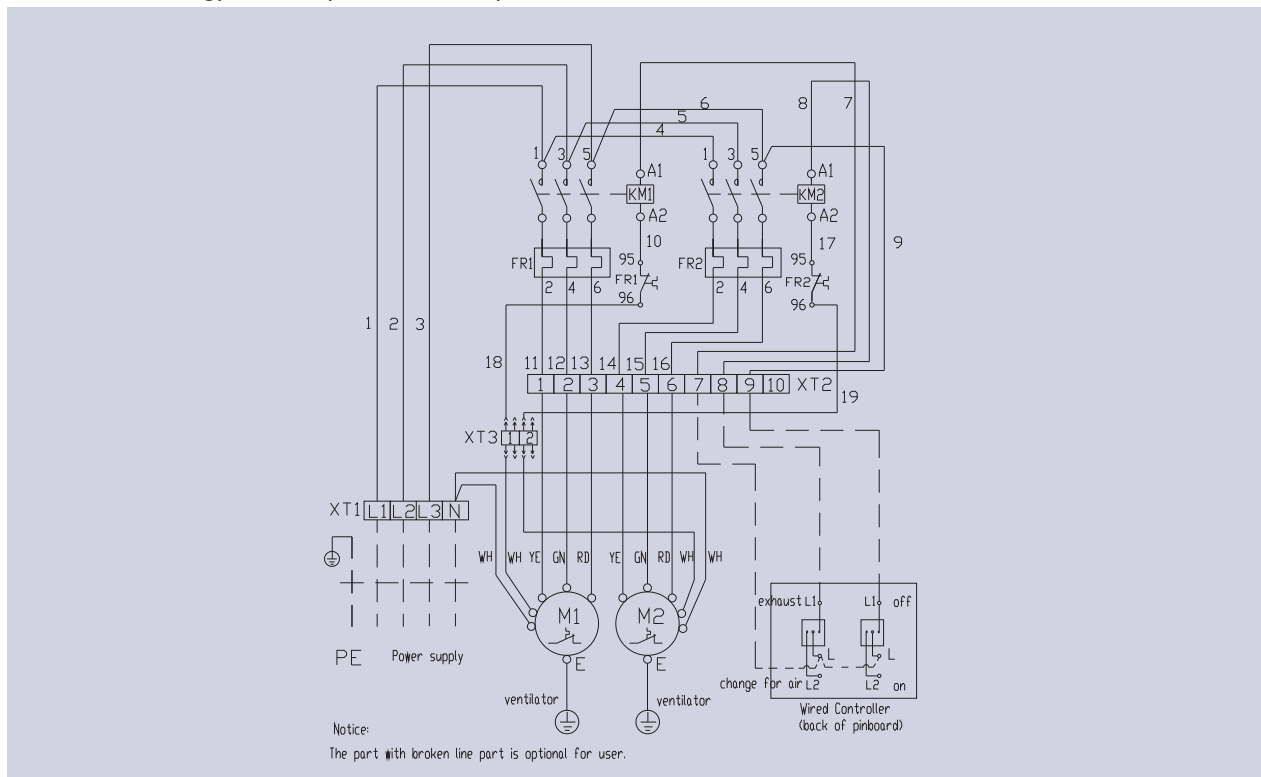 6
5
4
8
7
1 3 5
A1
KM1
A2
1 3 5
A1
KM2
A2
10
17
9
FR1
95
FR1
96
2 4 6
FR2
95
FR2
96
2 4 6
1 2 3
18
11 12 13 14 15 16
1 2 3 4 5 6 7 8 9 10 XT2
19
XT3 1 2
XT1 L1 L2 L3 N
WH WH YE GN RD YE GN RD WH WH
M1
M2
E
E
exhaust L1
L1 off
L
L
change for air L2
L2 on
PE
Power supply
ventilator
ventilator
Wired Controller
(back of pinboard)
Notice:
The part with broken line part is optional for user.